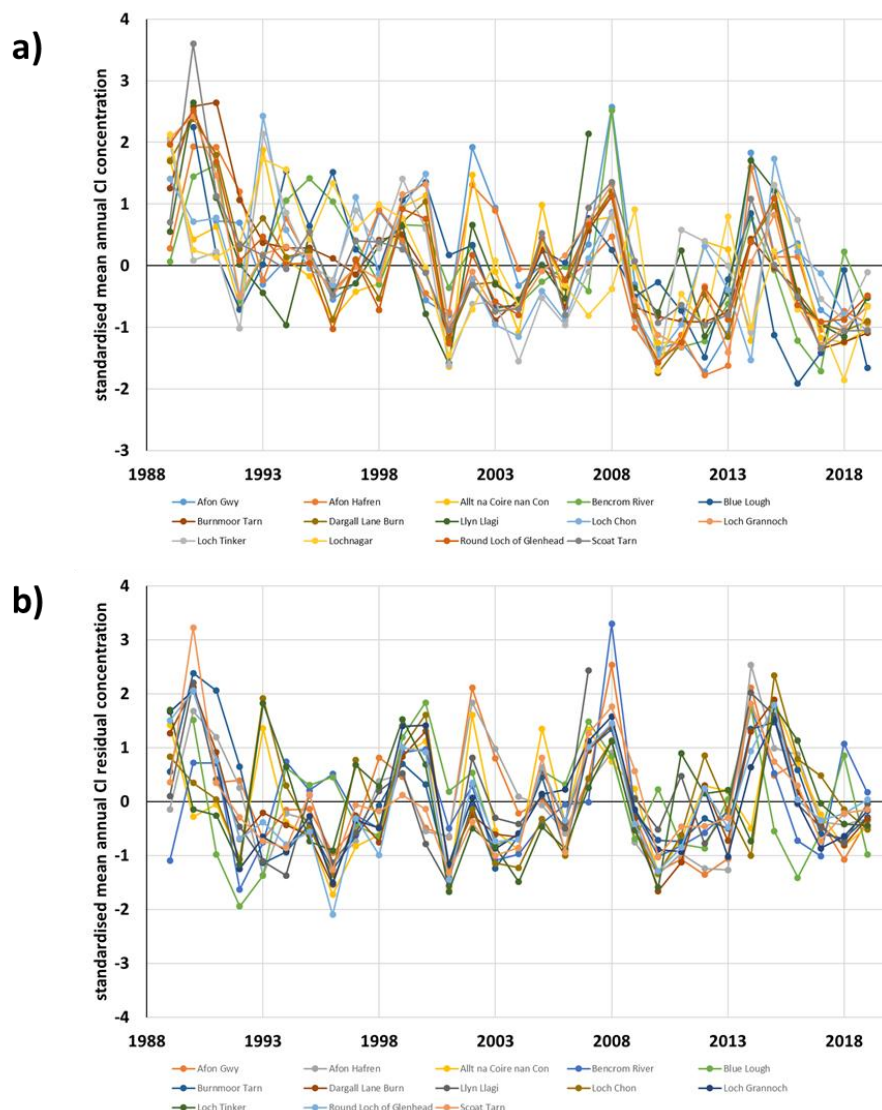 a)
standardised mean annual Cl concentration
4
3
2
1
0
-1
-2
-3
1988 1993 1998 2003 2008 2013 2018
Afon Gwy Afon Hafren Allt na Coire nan Con Bencrom River Blue Lough
Burnmoor Tarn Dargall Lane Burn Llyn Llagi Loch Chon Loch Grannoch
Loch Tinker Lochnagar Round Loch of Glenhead Scoat Tarn
b)
standardised mean annual Cl residual concentration
4
3
2
1
0
-1
-2
-3
-4
1988 1993 1998 2003 2008 2013 2018
Afon Gwy Afon Hafren Allt na Coire nan Con Bencrom River Blue Lough
Burnmoor Tarn Dargall Lane Burn Llyn Llagi Loch Chon Loch Grannoch
Loch Tinker Round Loch of Glenhead Scoat Tarn